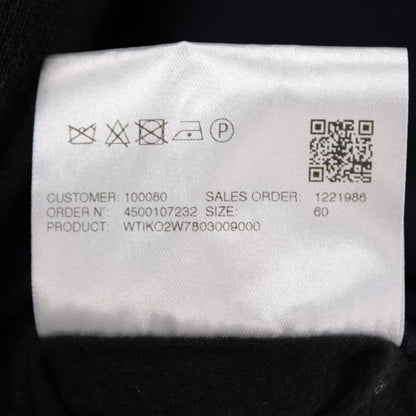 P
CUSTOMER: 100080 SALES ORDER: 1221986
ORDER N°: 4500107232 SIZE: 60
PRODUCT: WTIKO2W7803009000